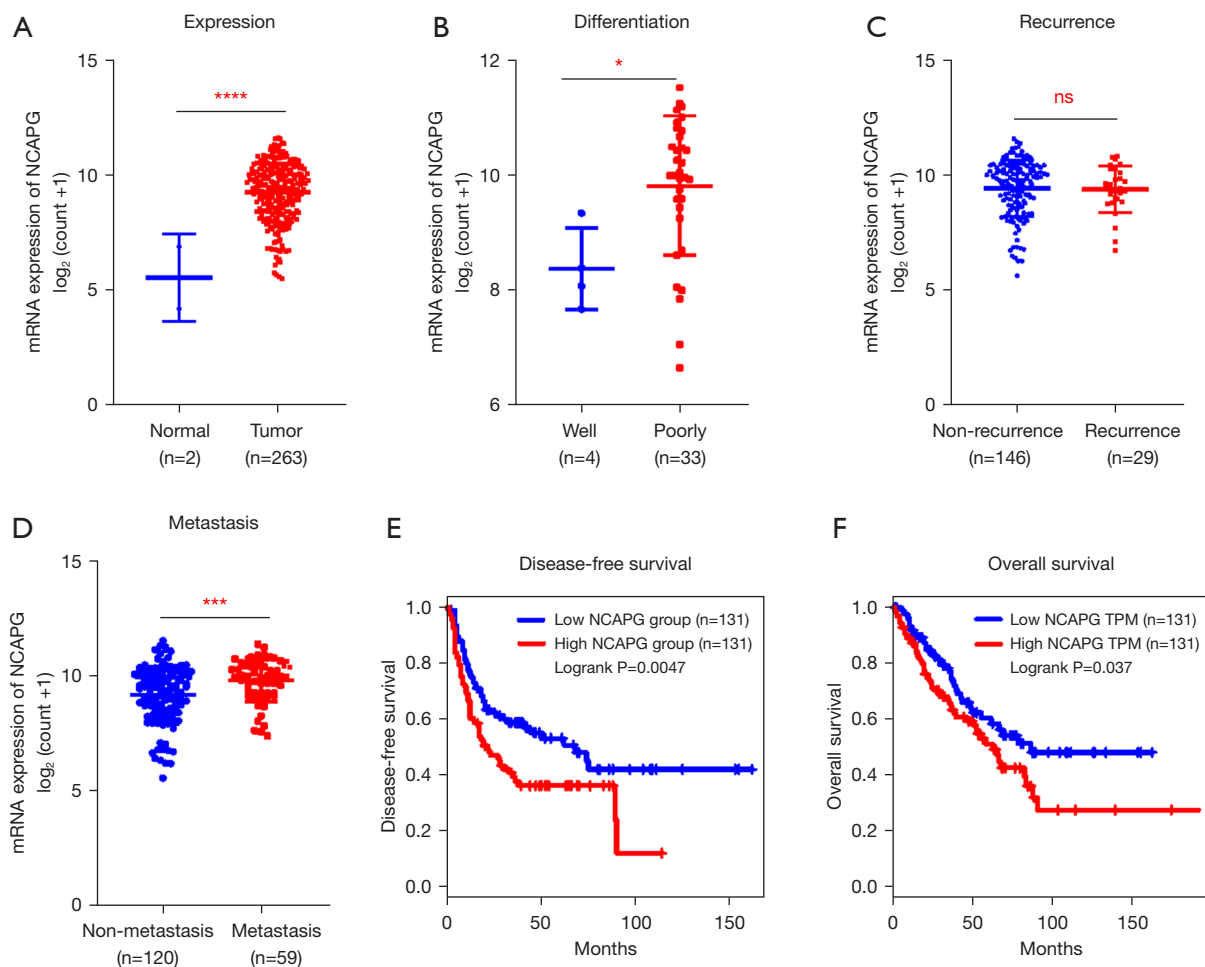 A
Expression
mRNA expression of NCAPG
log2 (count +1)
15
10
5
0
****
Normal
(n=2)
Tumor
(n=263)
B
Differentiation
mRNA expression of NCAPG
log2 (count +1)
12
10
8
6
*
Well
(n=4)
Poorly
(n=33)
C
Recurrence
mRNA expression of NCAPG
log2 (count +1)
15
10
5
0
ns
Non-recurrence
(n=146)
Recurrence
(n=29)
D
Metastasis
mRNA expression of NCAPG
log2 (count +1)
15
10
5
0
***
Non-metastasis
(n=120)
Metastasis
(n=59)
E
Disease-free survival
Disease-free survival
1.0
0.8
0.6
0.4
0.2
0.0
Low NCAPG group (n=131)
High NCAPG group (n=131)
Logrank P=0.0047
0 50 100 150
Months
F
Overall survival
Overall survival
1.0
0.8
0.6
0.4
0.2
0.0
Low NCAPG TPM (n=131)
High NCAPG TPM (n=131)
Logrank P=0.037
0 50 100 150
Months